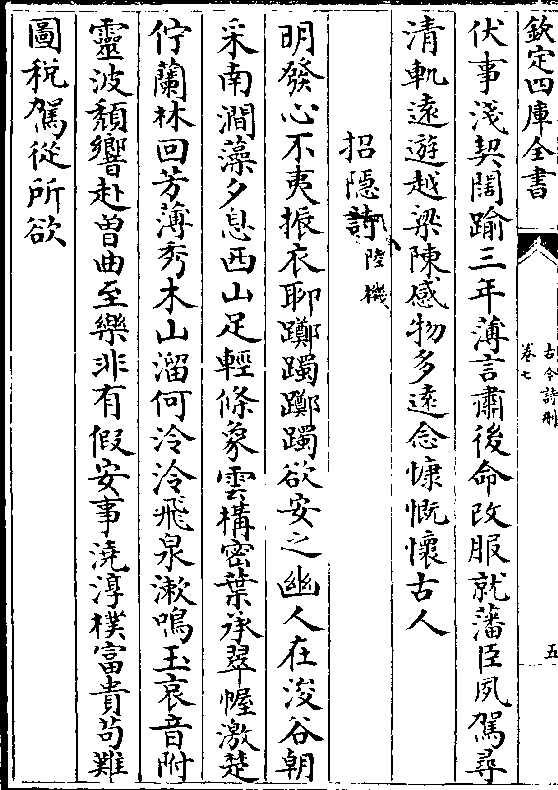 欽定四庫全書
古今詩刪
卷七
五
伏事淺契闊踰三年薄言肅後命改服就藩臣夙駕尋
清軌遠遊越梁陳感物多遠念慷慨懷古人
招隱詩 陸機
明發心不夷振衣聊躑躅躑躅欲安之幽人在浚谷朝
采南澗藻夕息西山足輕條象雲構密葉承翠幄激楚
佇蘭林回芳薄秀木山溜何泠泠飛泉漱鳴玉哀音附
靈波頽響赴曽曲至樂非有假安事澆淳樸富貴苟難
圖稅駕從所欲